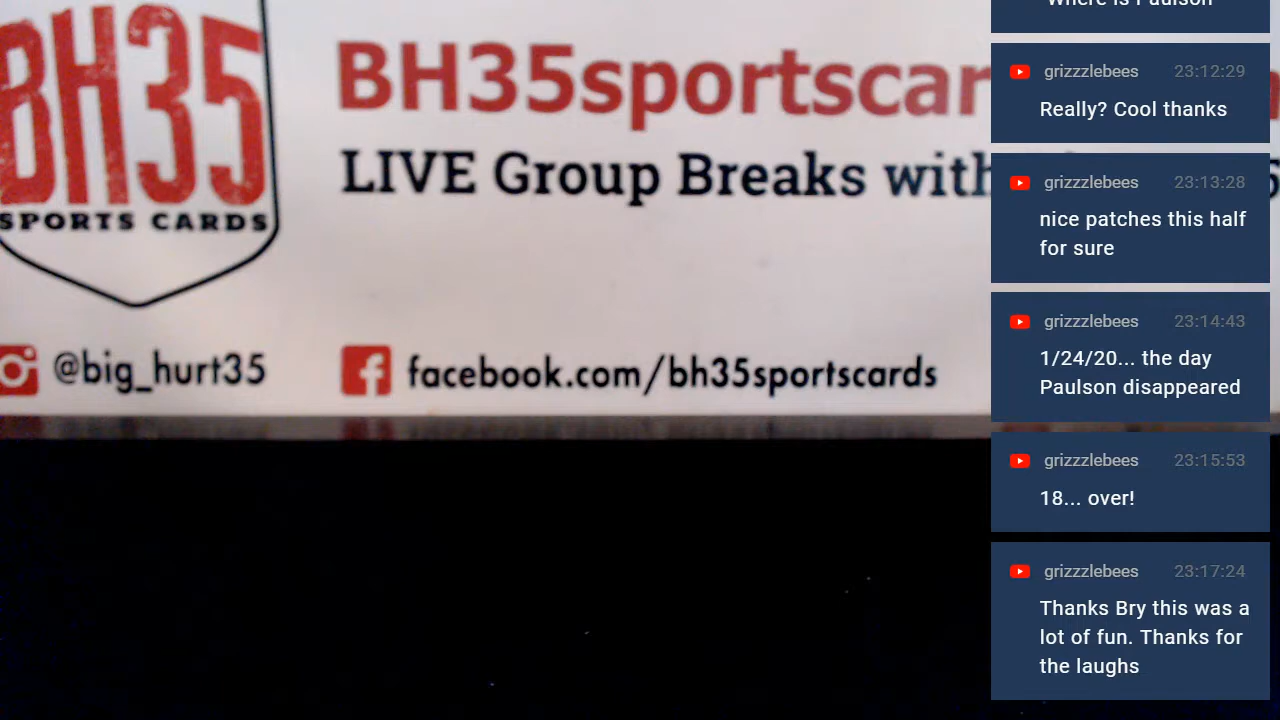 BH35
SPORTS CARDS
BH35sportscar
LIVE Group Breaks with
@big_hurt35
facebook.com/bh35sportscards
Where is Paulson
grizzzlebees 23:12:29
Really? Cool thanks
grizzzlebees 23:13:28
nice patches this half
for sure
grizzzlebees 23:14:43
1/24/20... the day
Paulson disappeared
grizzzlebees 23:15:53
18... over!
grizzzlebees 23:17:24
Thanks Bry this was a
lot of fun. Thanks for
the laughs